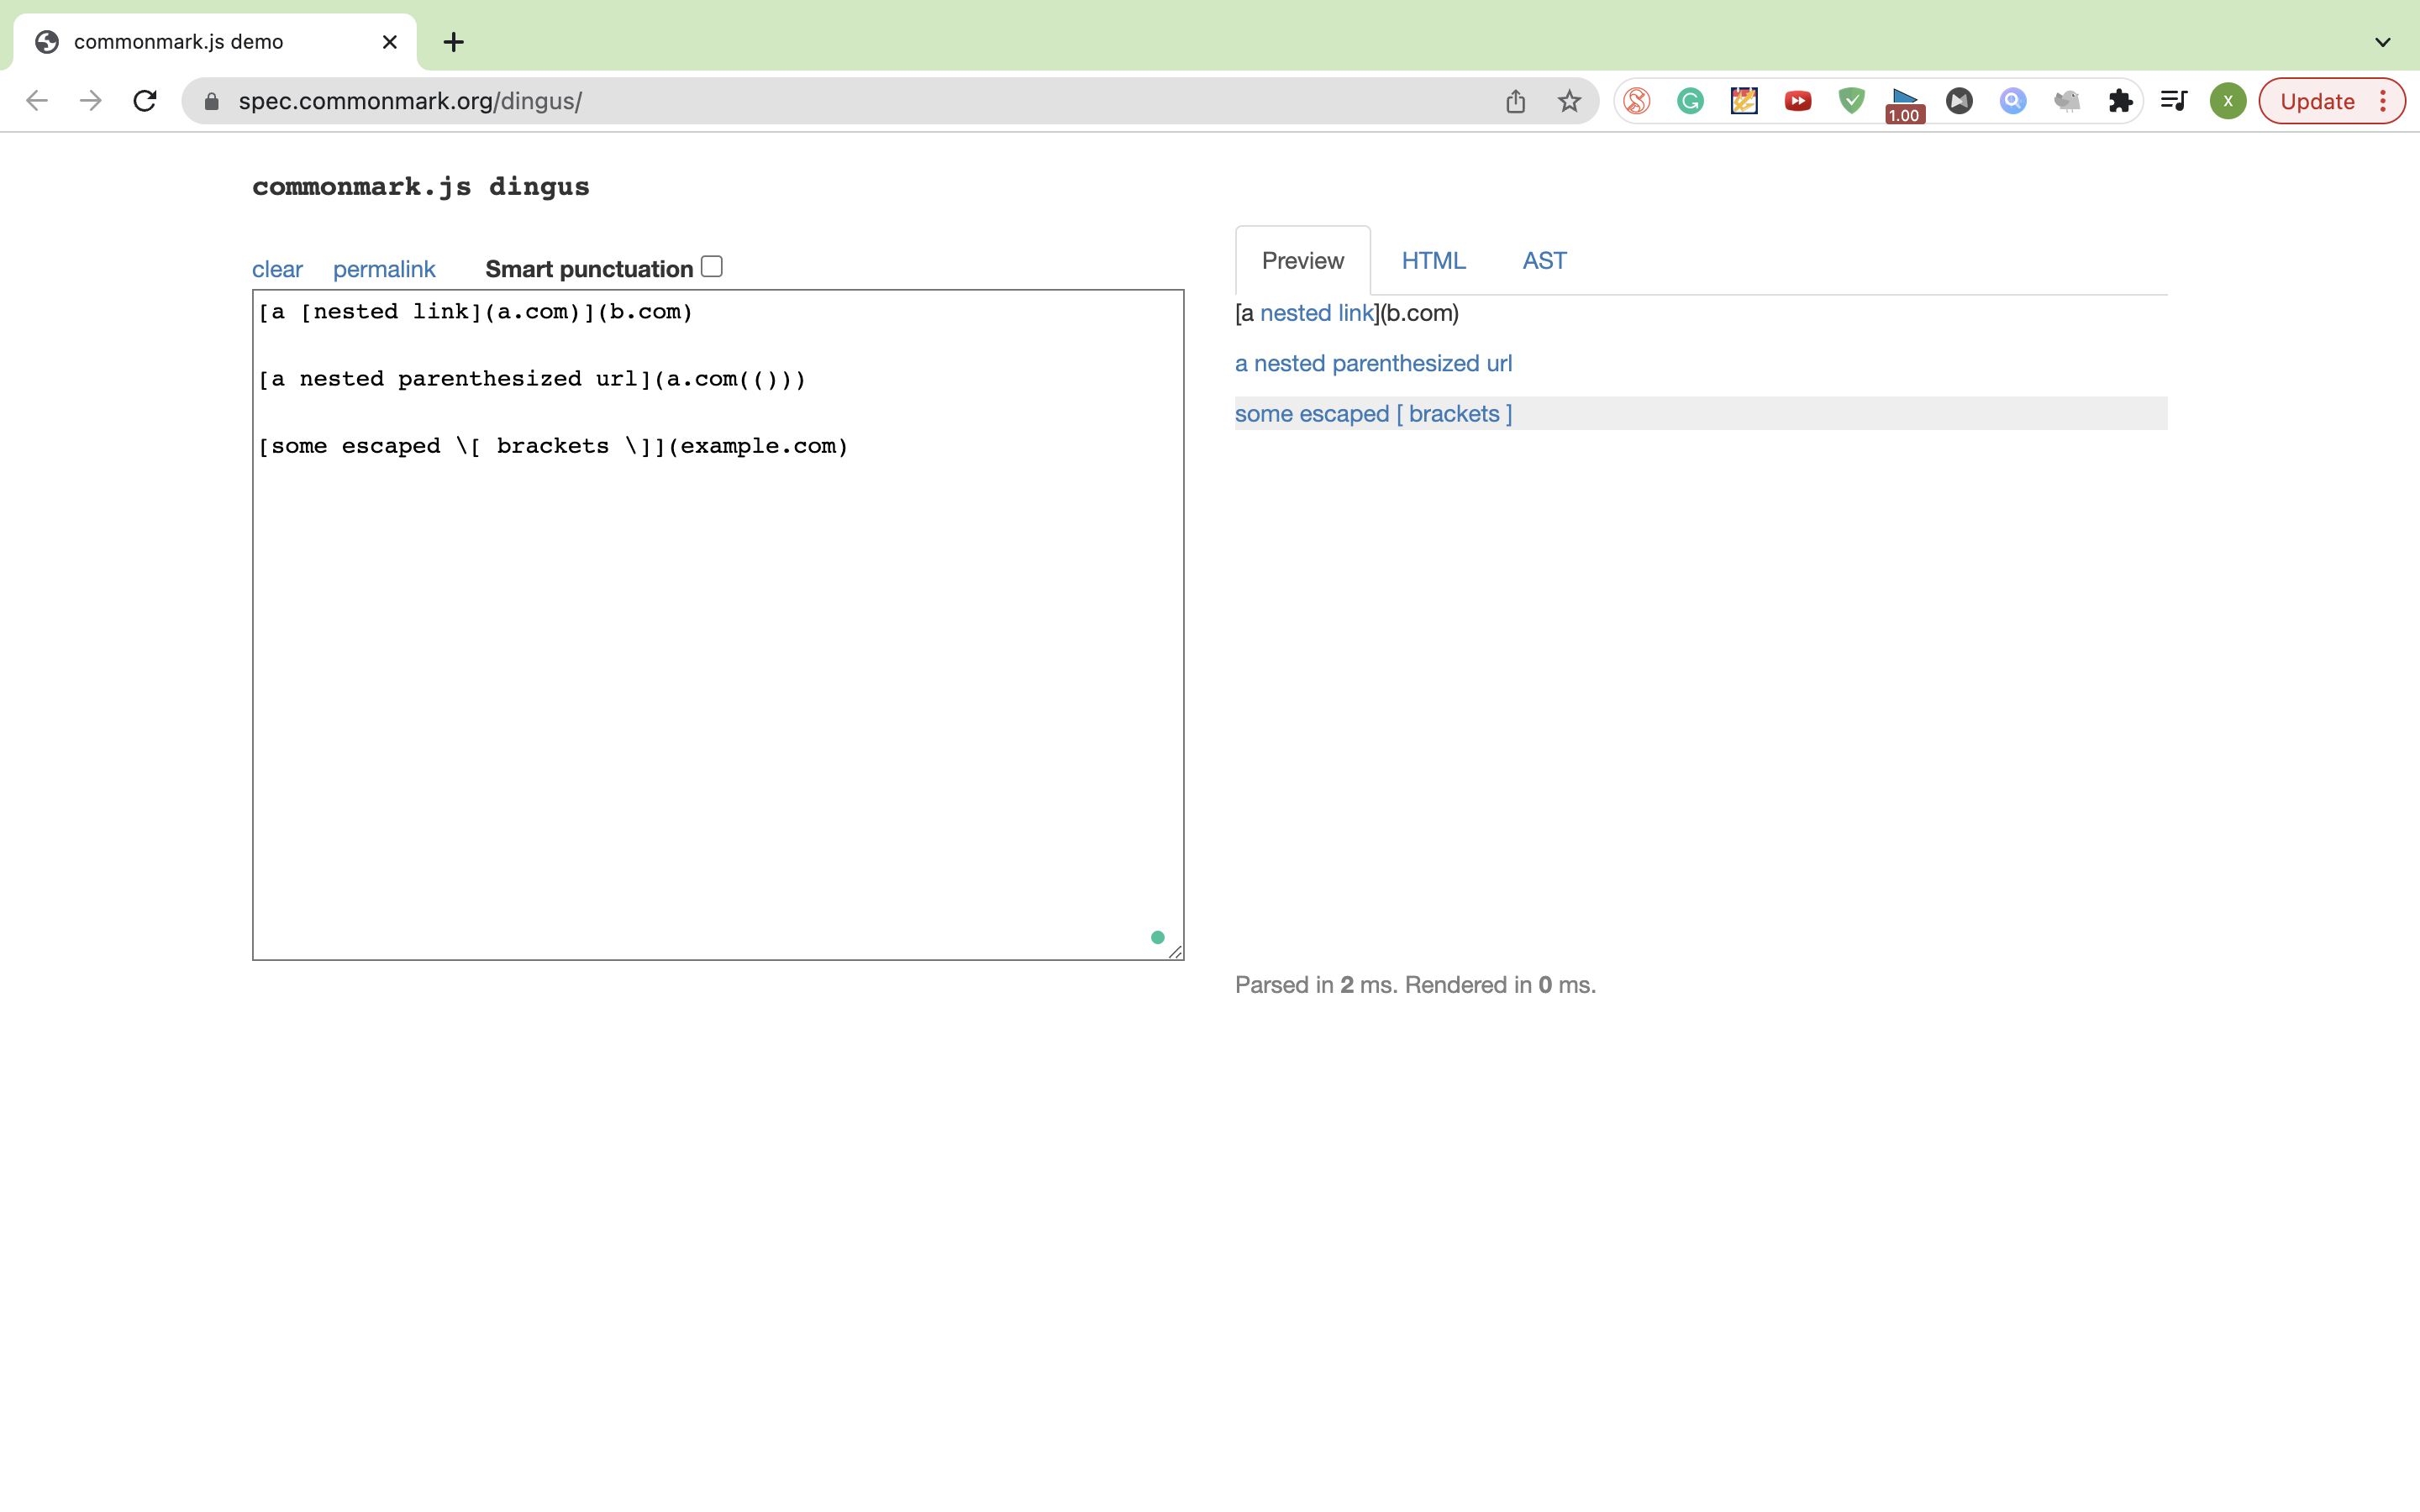 commonmark.js demo
spec.commonmark.org/dingus/
1.00
X
Update
commonmark.js dingus
clear permalink Smart punctuation
Preview HTML AST
[a [nested link](a.com)](b.com)
[a nested parenthesized url](a.com(()))
[some escaped \[ brackets \]](example.com)
[a nested link](b.com)
a nested parenthesized url
some escaped [ brackets ]
Parsed in 2 ms. Rendered in 0 ms.